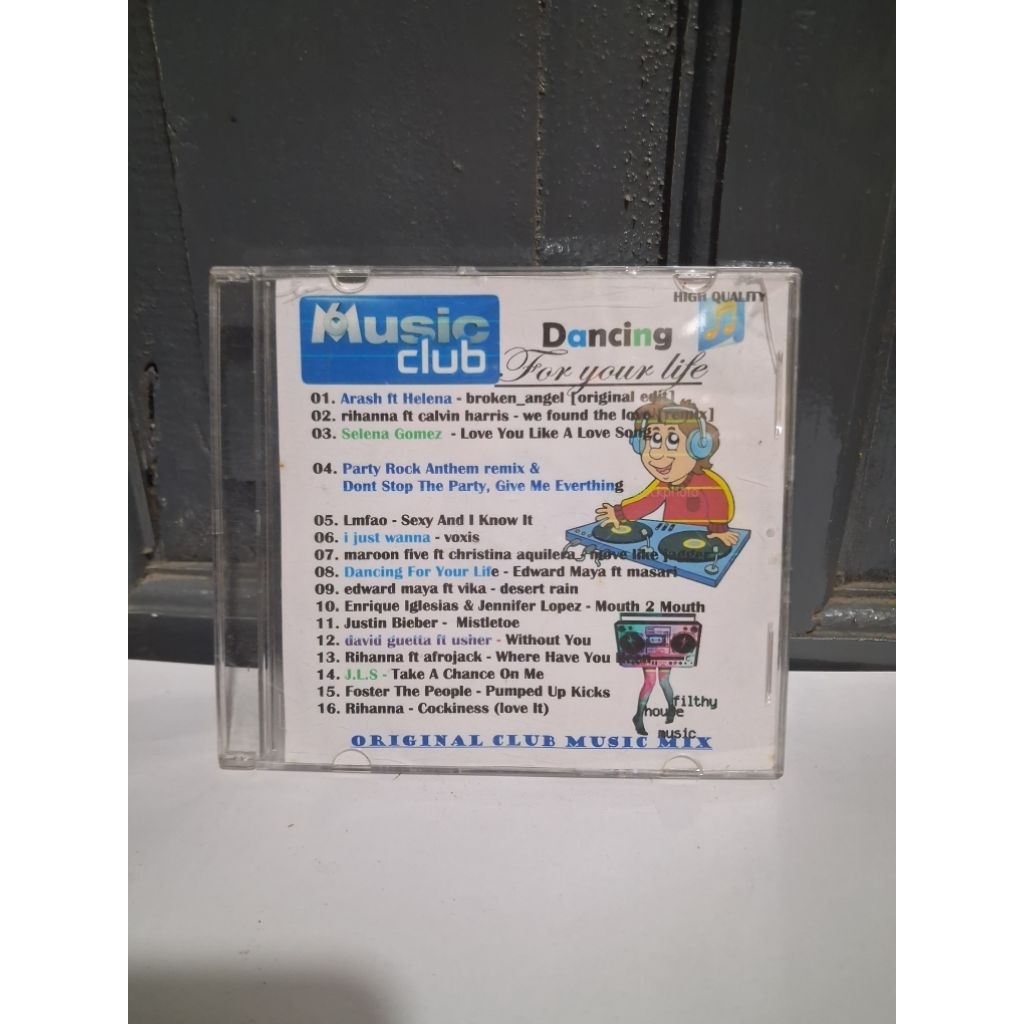 HIGH QUALITY
M6 Music
club
Dancing
For your life
01. Arash ft Helena - broken_angel [original edit]
02. rihanna ft calvin harris - we found the love [remix]
03. Selena Gomez - Love You Like A Love Song
04. Party Rock Anthem remix &
Dont Stop The Party, Give Me Everthing
05. Lmfao - Sexy And I Know It
06. i just wanna - voxis
07. maroon five ft christina aquilera - move like jagger
08. Dancing For Your Life - Edward Maya ft masari
09. edward maya ft vika - desert rain
10. Enrique Iglesias & Jennifer Lopez - Mouth 2 Mouth
11. Justin Bieber - Mistletoe
12. david guetta ft usher - Without You
13. Rihanna ft afrojack - Where Have You
14. J.L.S - Take A Chance On Me
15. Foster The People - Pumped Up Kicks
16. Rihanna - Cockiness (love It)
filthy
house
music
ORIGINAL CLUB MUSIC MIX